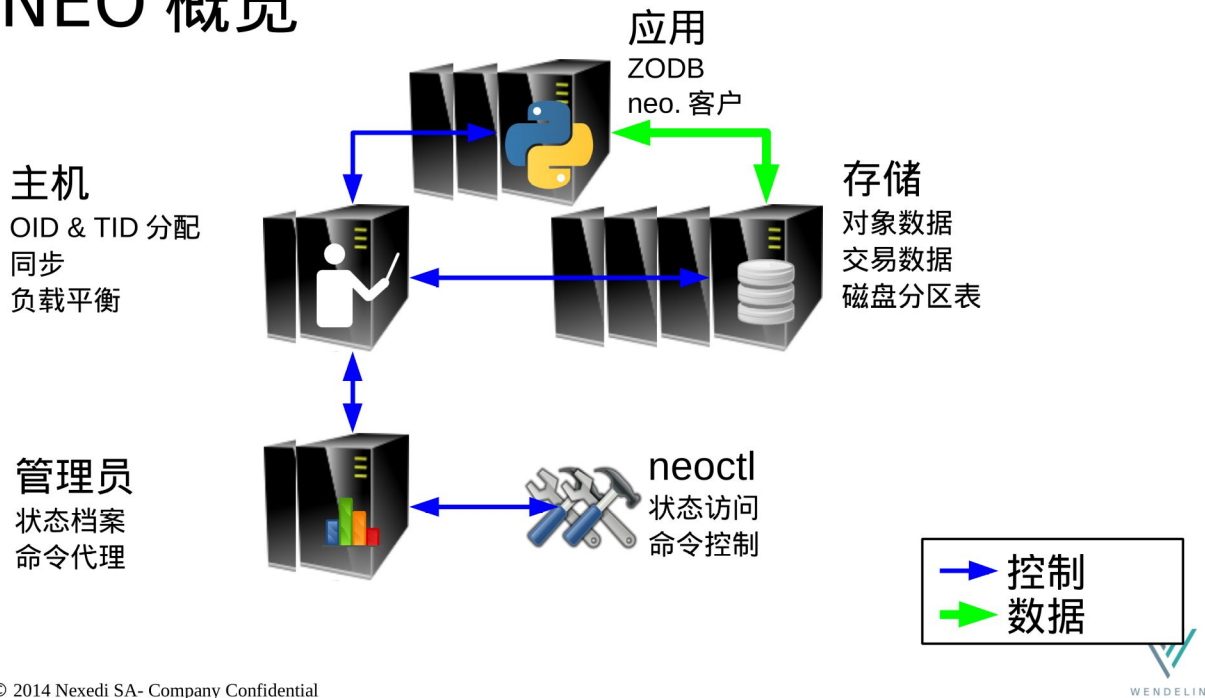 NEO 概览
应用
ZODB
neo. 客户
主机
OID & TID 分配
同步
负载平衡
存储
对象数据
交易数据
磁盘分区表
管理员
状态档案
命令代理
neoctl
状态访问
命令控制
控制
数据
© 2014 Nexedi SA- Company Confidential
WENDELIN